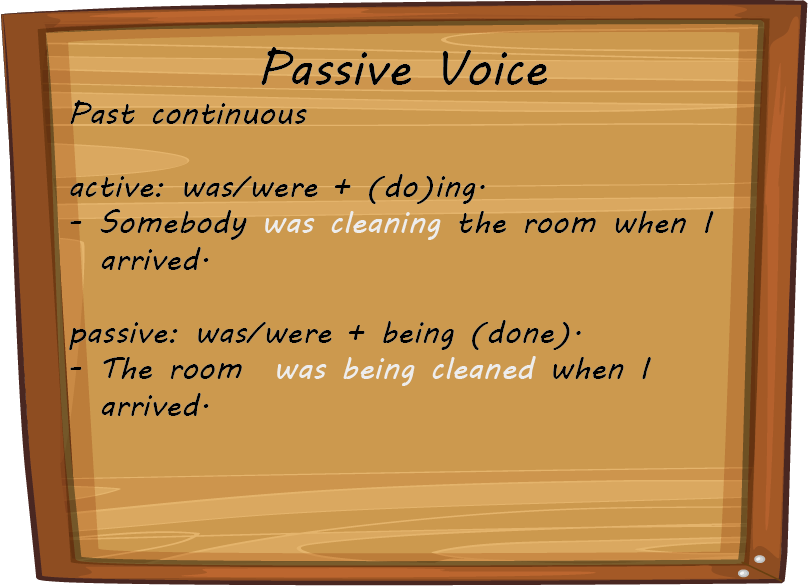 Passive Voice
Past continuous
active: was/were + (do)ing.
- Somebody was cleaning the room when I
arrived.
passive: was/were + being (done).
- The room was being cleaned when I
arrived.